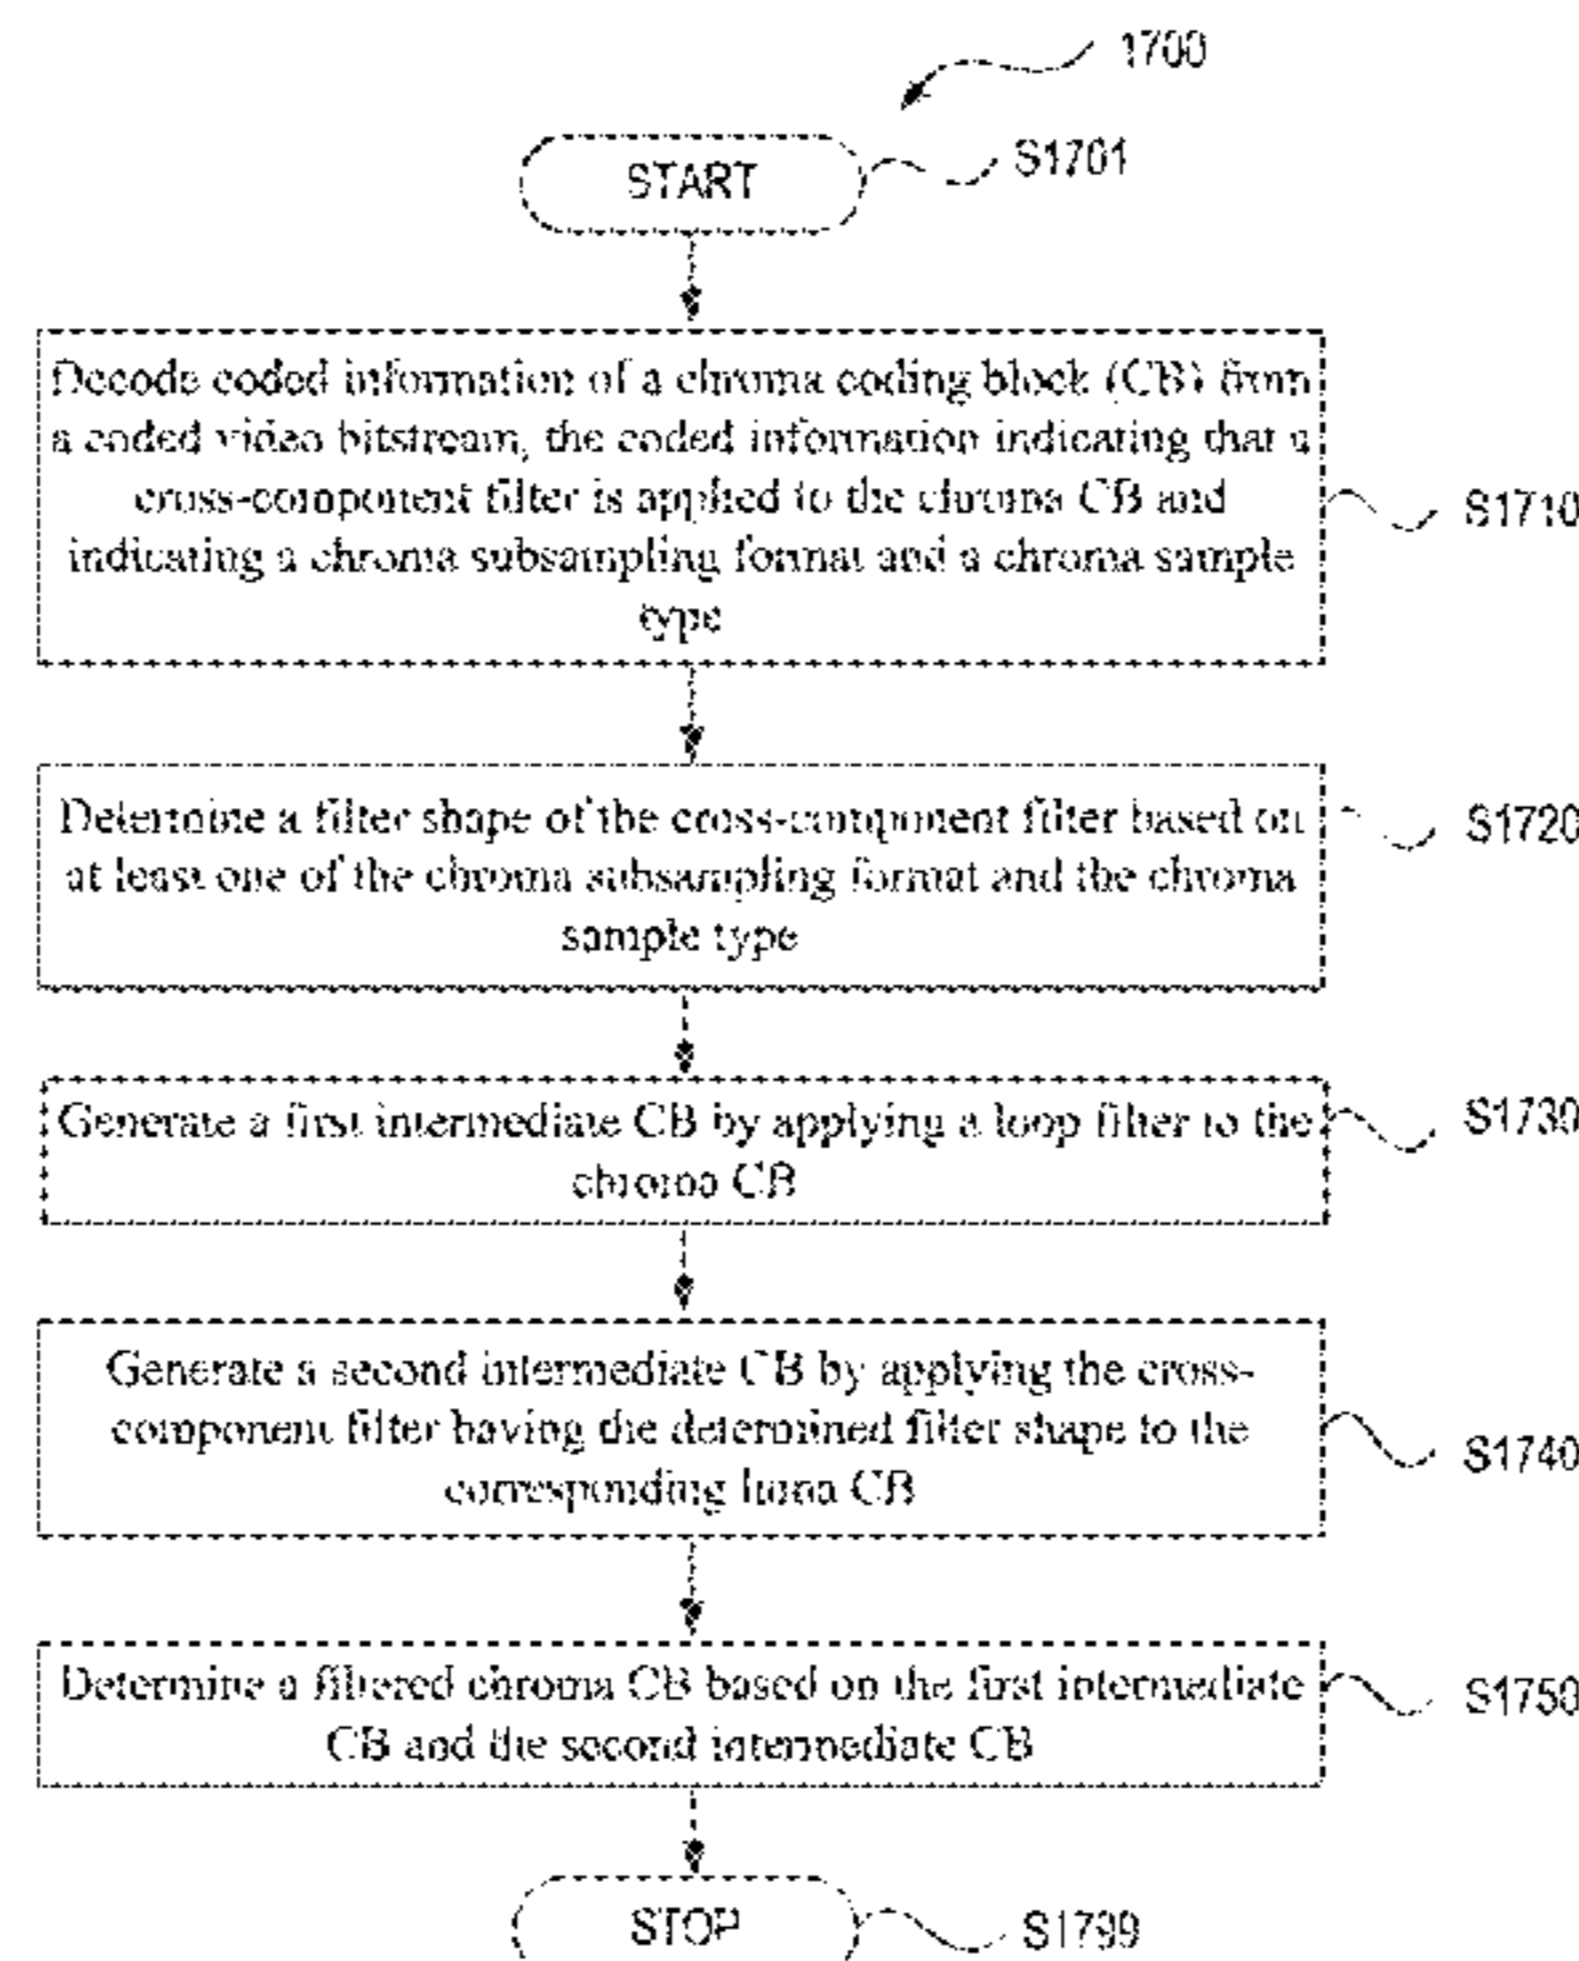 1700
START
S1701
Decode coded information of a chroma coding block (CB) from
a coded video bitstream, the coded information indicating that a
cross-component filter is applied to the chroma CB and
indicating a chroma subsampling format and a chroma sample
type
S1710
Determine a filter shape of the cross-component filter based on
at least one of the chroma subsampling format and the chroma
sample type
S1720
Generate a first intermediate CB by applying a loop filter to the
chroma CB
S1730
Generate a second intermediate CB by applying the cross-
component filter having the determined filter shape to the
corresponding luma CB
S1740
Determine a filtered chroma CB based on the first intermediate
CB and the second intermediate CB
S1750
STOP
S1799